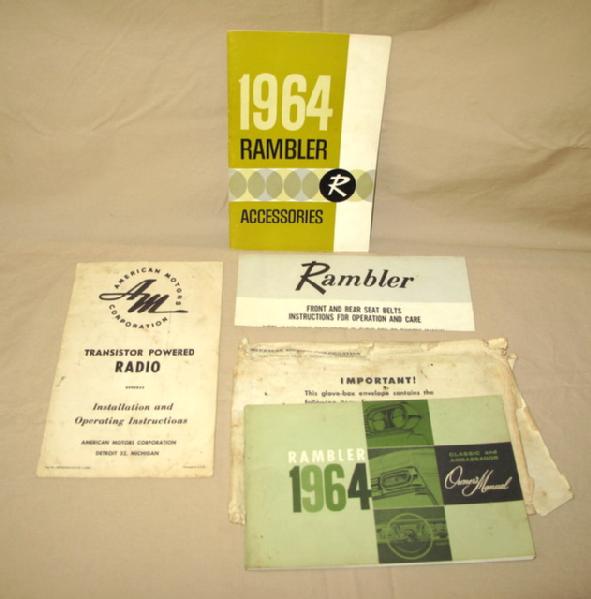 1964
RAMBLER
R
ACCESSORIES
AMERICAN MOTORS
AM
CORPORATION
TRANSISTOR POWERED
RADIO
Installation and
Operating Instructions
AMERICAN MOTORS CORPORATION
DETROIT 32, MICHIGAN
Rambler
FRONT AND REAR SEAT BELTS
INSTRUCTIONS FOR OPERATION AND CARE
IMPORTANT!
This glove-box envelope contains the
following
RAMBLER
1964
CLASSIC and
AMBASSADOR
Owner's Manual